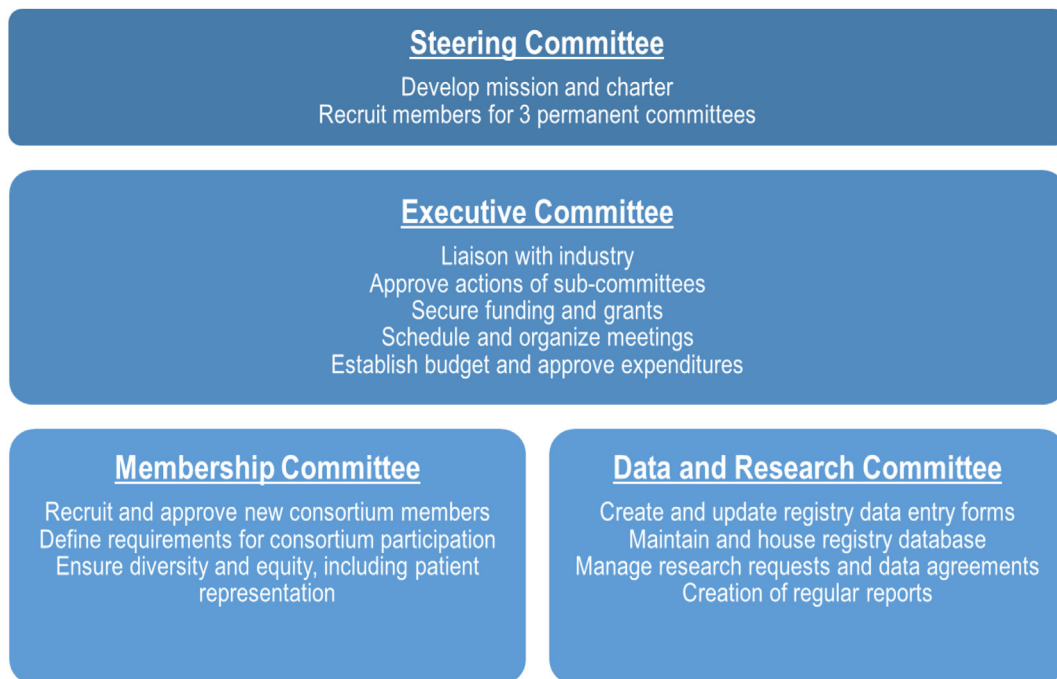 Steering Committee
Develop mission and charter
Recruit members for 3 permanent committees
Executive Committee
Liaison with industry
Approve actions of sub-committees
Secure funding and grants
Schedule and organize meetings
Establish budget and approve expenditures
Membership Committee
Recruit and approve new consortium members
Define requirements for consortium participation
Ensure diversity and equity, including patient
representation
Data and Research Committee
Create and update registry data entry forms
Maintain and house registry database
Manage research requests and data agreements
Creation of regular reports